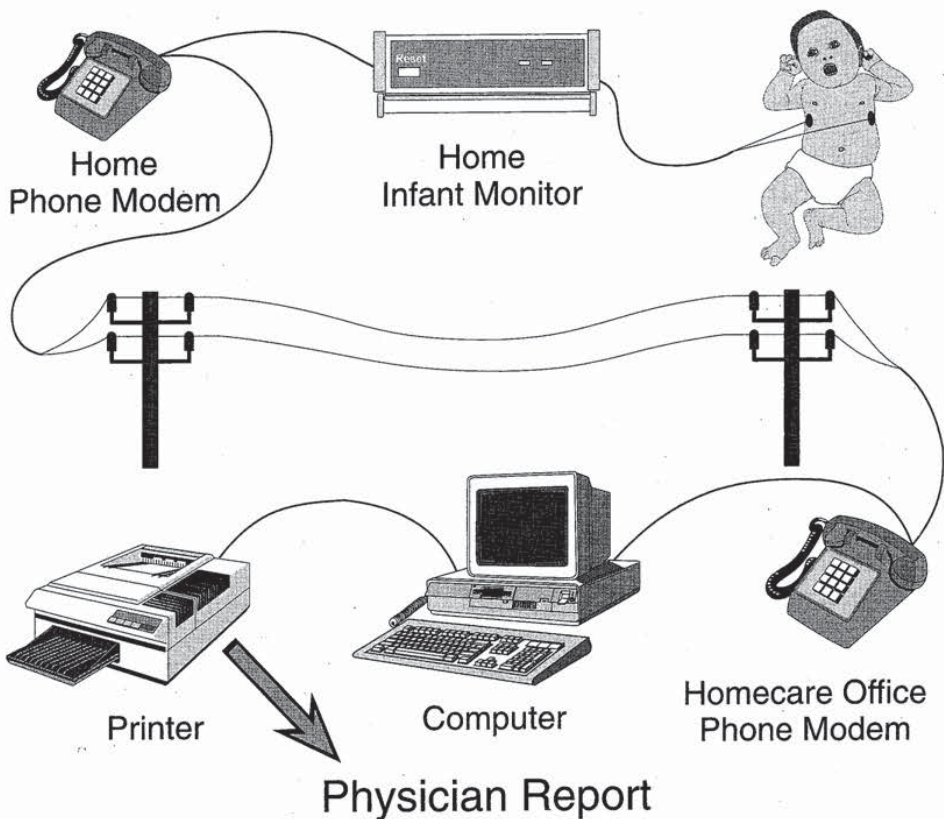 Reset
Home
Phone Modem
Home
Infant Monitor
Homecare Office
Phone Modem
Computer
Printer
Physician Report